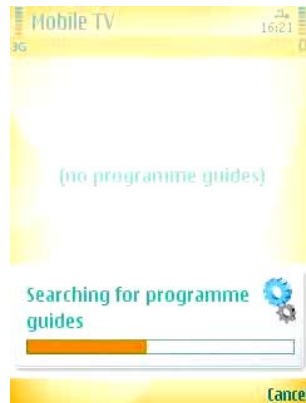 Mobile TV
16:21
3G
(no programme guides)
Searching for programme
guides
Cance